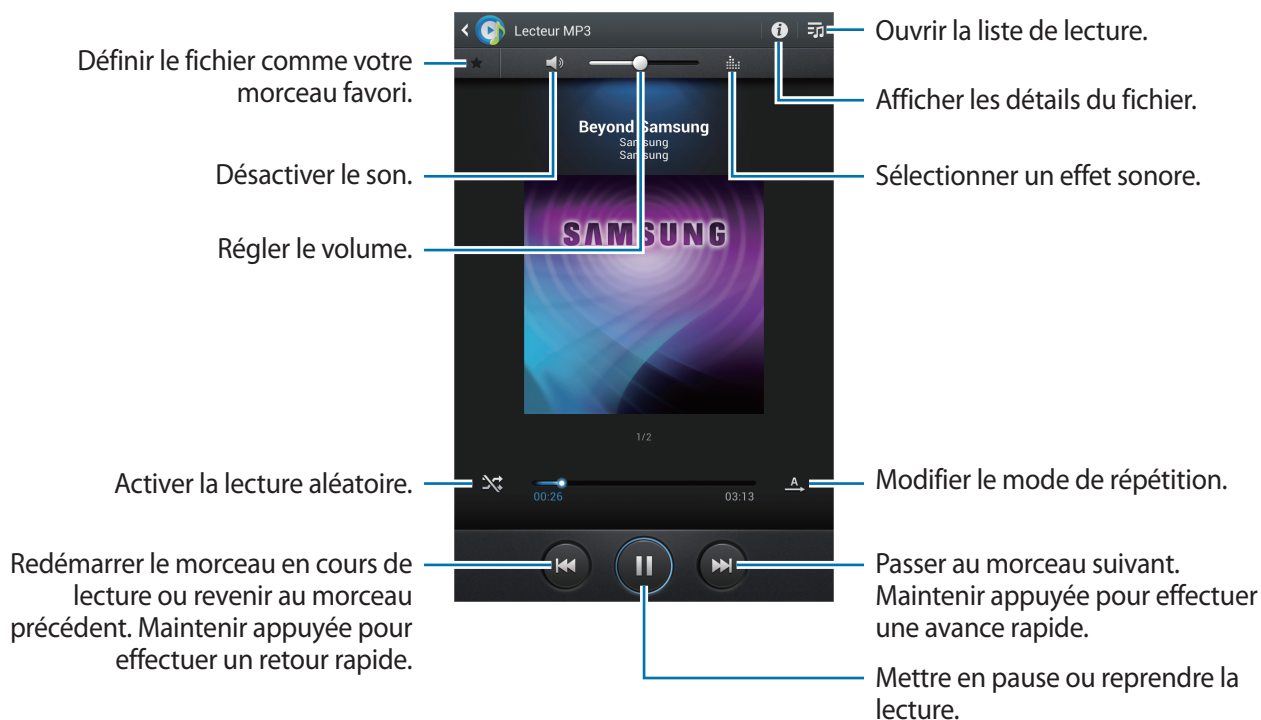 Lecteur MP3
Ouvrir la liste de lecture.
Définir le fichier comme votre
morceau favori.
Afficher les détails du fichier.
Beyond Samsung
Samsung
Samsung
Désactiver le son.
Sélectionner un effet sonore.
SAMSUNG
Régler le volume.
1/2
Activer la lecture aléatoire.
00:26
03:13
A
Modifier le mode de répétition.
Redémarrer le morceau en cours de
lecture ou revenir au morceau
précédent. Maintenir appuyée pour
effectuer un retour rapide.
Passer au morceau suivant.
Maintenir appuyée pour effectuer
une avance rapide.
Mettre en pause ou reprendre la
lecture.